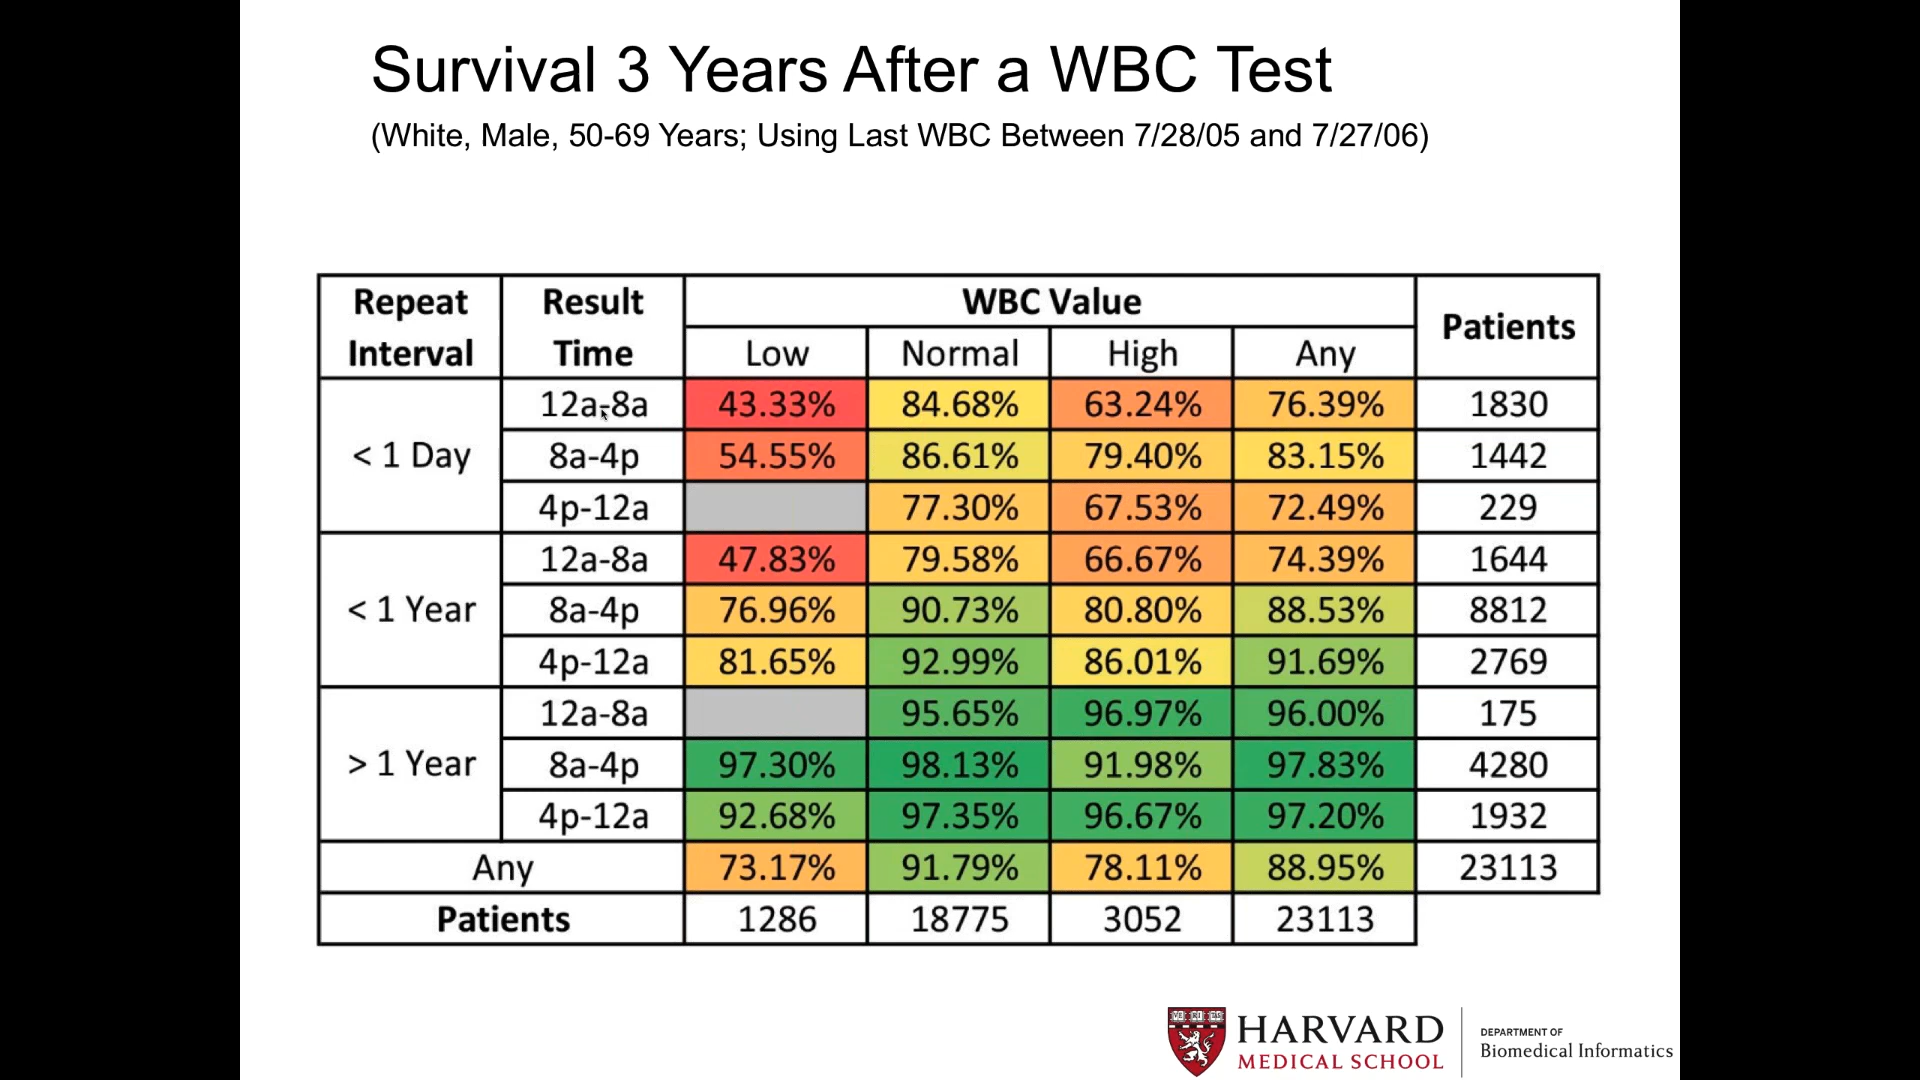 Survival 3 Years After a WBC Test
(White, Male, 50-69 Years; Using Last WBC Between 7/28/05 and 7/27/06)
Repeat Interval Result Time WBC Value Patients
Low Normal High Any
< 1 Day 12a-8a 43.33% 84.68% 63.24% 76.39% 1830
8a-4p 54.55% 86.61% 79.40% 83.15% 1442
4p-12a 77.30% 67.53% 72.49% 229
< 1 Year 12a-8a 47.83% 79.58% 66.67% 74.39% 1644
8a-4p 76.96% 90.73% 80.80% 88.53% 8812
4p-12a 81.65% 92.99% 86.01% 91.69% 2769
> 1 Year 12a-8a 95.65% 96.97% 96.00% 175
8a-4p 97.30% 98.13% 91.98% 97.83% 4280
4p-12a 92.68% 97.35% 96.67% 97.20% 1932
Any 73.17% 91.79% 78.11% 88.95% 23113
Patients 1286 18775 3052 23113
VE RI TAS
HARVARD
MEDICAL SCHOOL
DEPARTMENT OF
Biomedical Informatics